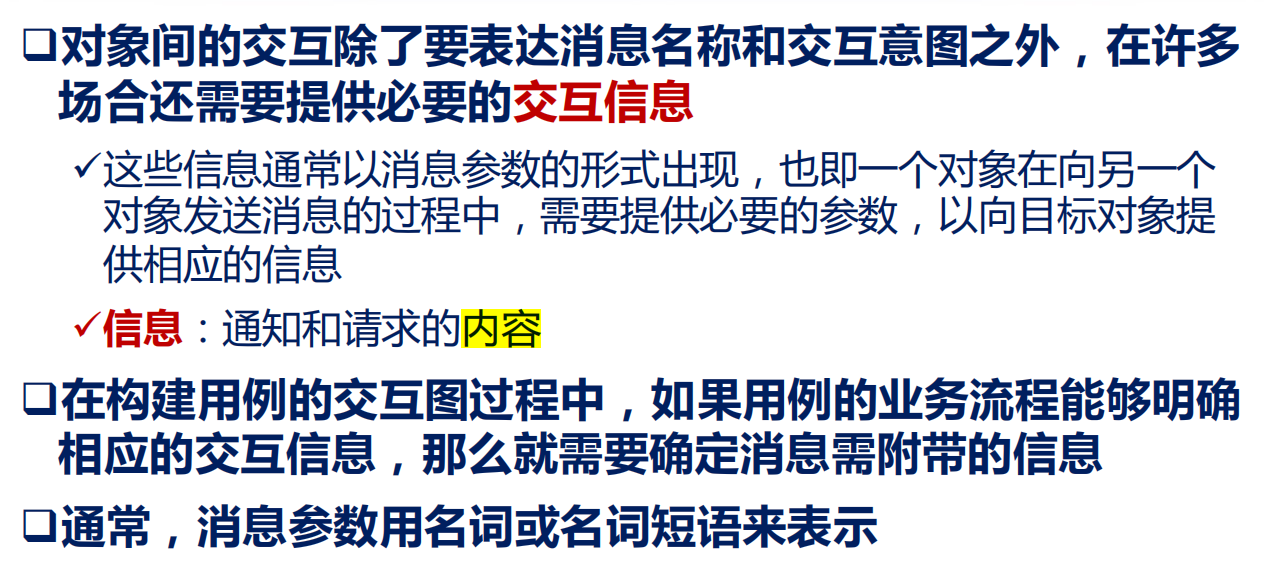 ❑对象间的交互除了要表达消息名称和交互意图之外，在许多
场合还需要提供必要的交互信息
✓这些信息通常以消息参数的形式出现，也即一个对象在向另一个
对象发送消息的过程中，需要提供必要的参数，以向目标对象提
供相应的信息
✓信息：通知和请求的内容
❑在构建用例的交互图过程中，如果用例的业务流程能够明确
相应的交互信息，那么就需要确定消息需附带的信息
❑通常，消息参数用名词或名词短语来表示